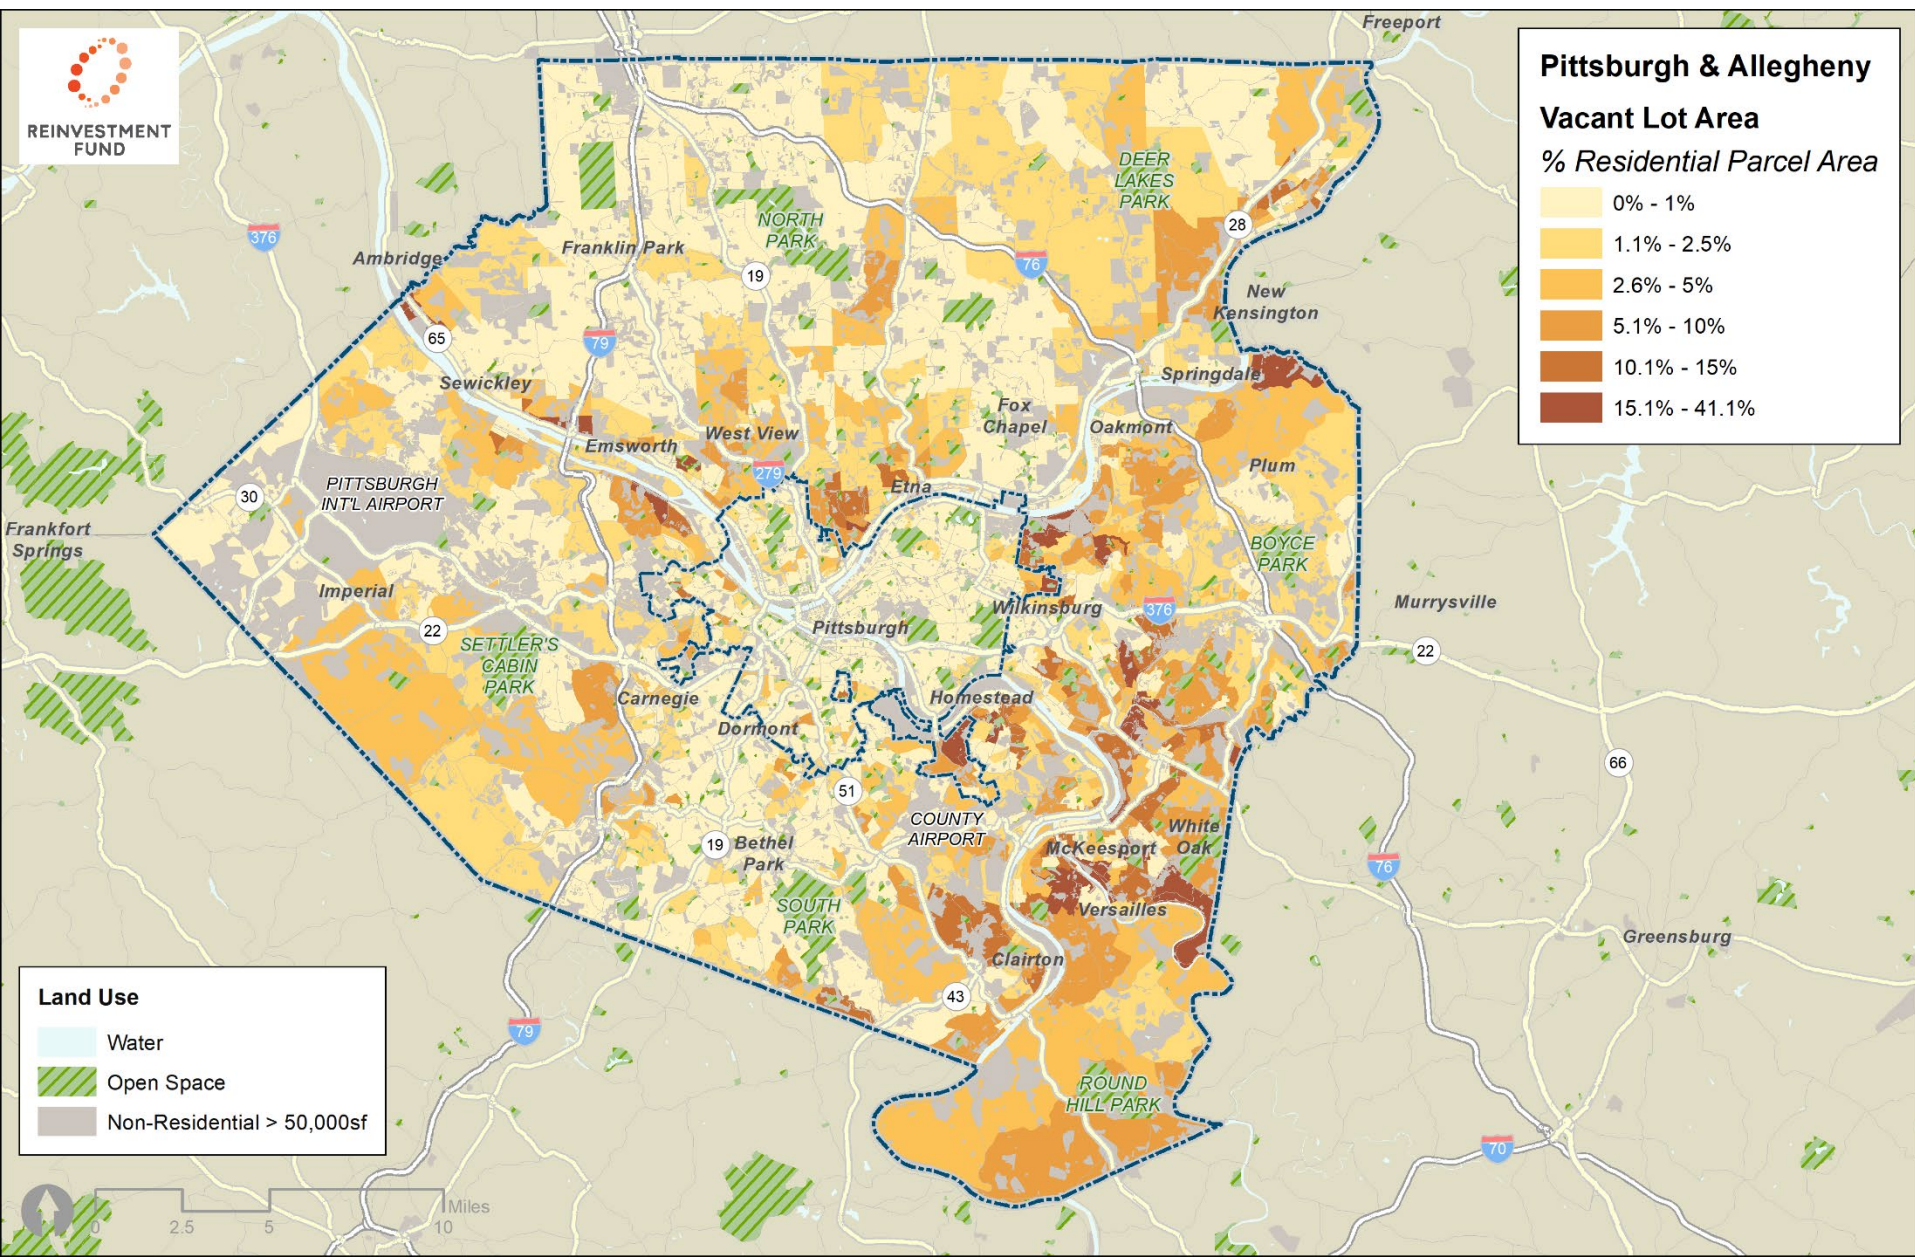 REINVESTMENT
FUND
Pittsburgh & Allegheny
Vacant Lot Area
% Residential Parcel Area
0% - 1%
1.1% - 2.5%
2.6% - 5%
5.1% - 10%
10.1% - 15%
15.1% - 41.1%
Freeport
DEER
LAKES
PARK
NORTH
PARK
28
376
Franklin Park
Ambridge
76
19
New
Kensington
65
79
Springdale
Sewickley
Fox
Chapel
Oakmont
West View
Emsworth
279
Plum
Etna
PITTSBURGH
INT'L AIRPORT
30
Frankfort
Springs
BOYCE
PARK
Imperial
Wilkinsburg
376
Murrysville
22
Pittsburgh
SETTLER'S
CABIN
PARK
22
Carnegie
Homestead
Dormont
66
51
COUNTY
AIRPORT
White
Oak
19
Bethel
Park
McKeesport
76
SOUTH
PARK
Versailles
Greensburg
Clairton
43
79
ROUND
HILL PARK
70
Land Use
Water
Open Space
Non-Residential > 50,000sf
Miles
0
2.5
5
10